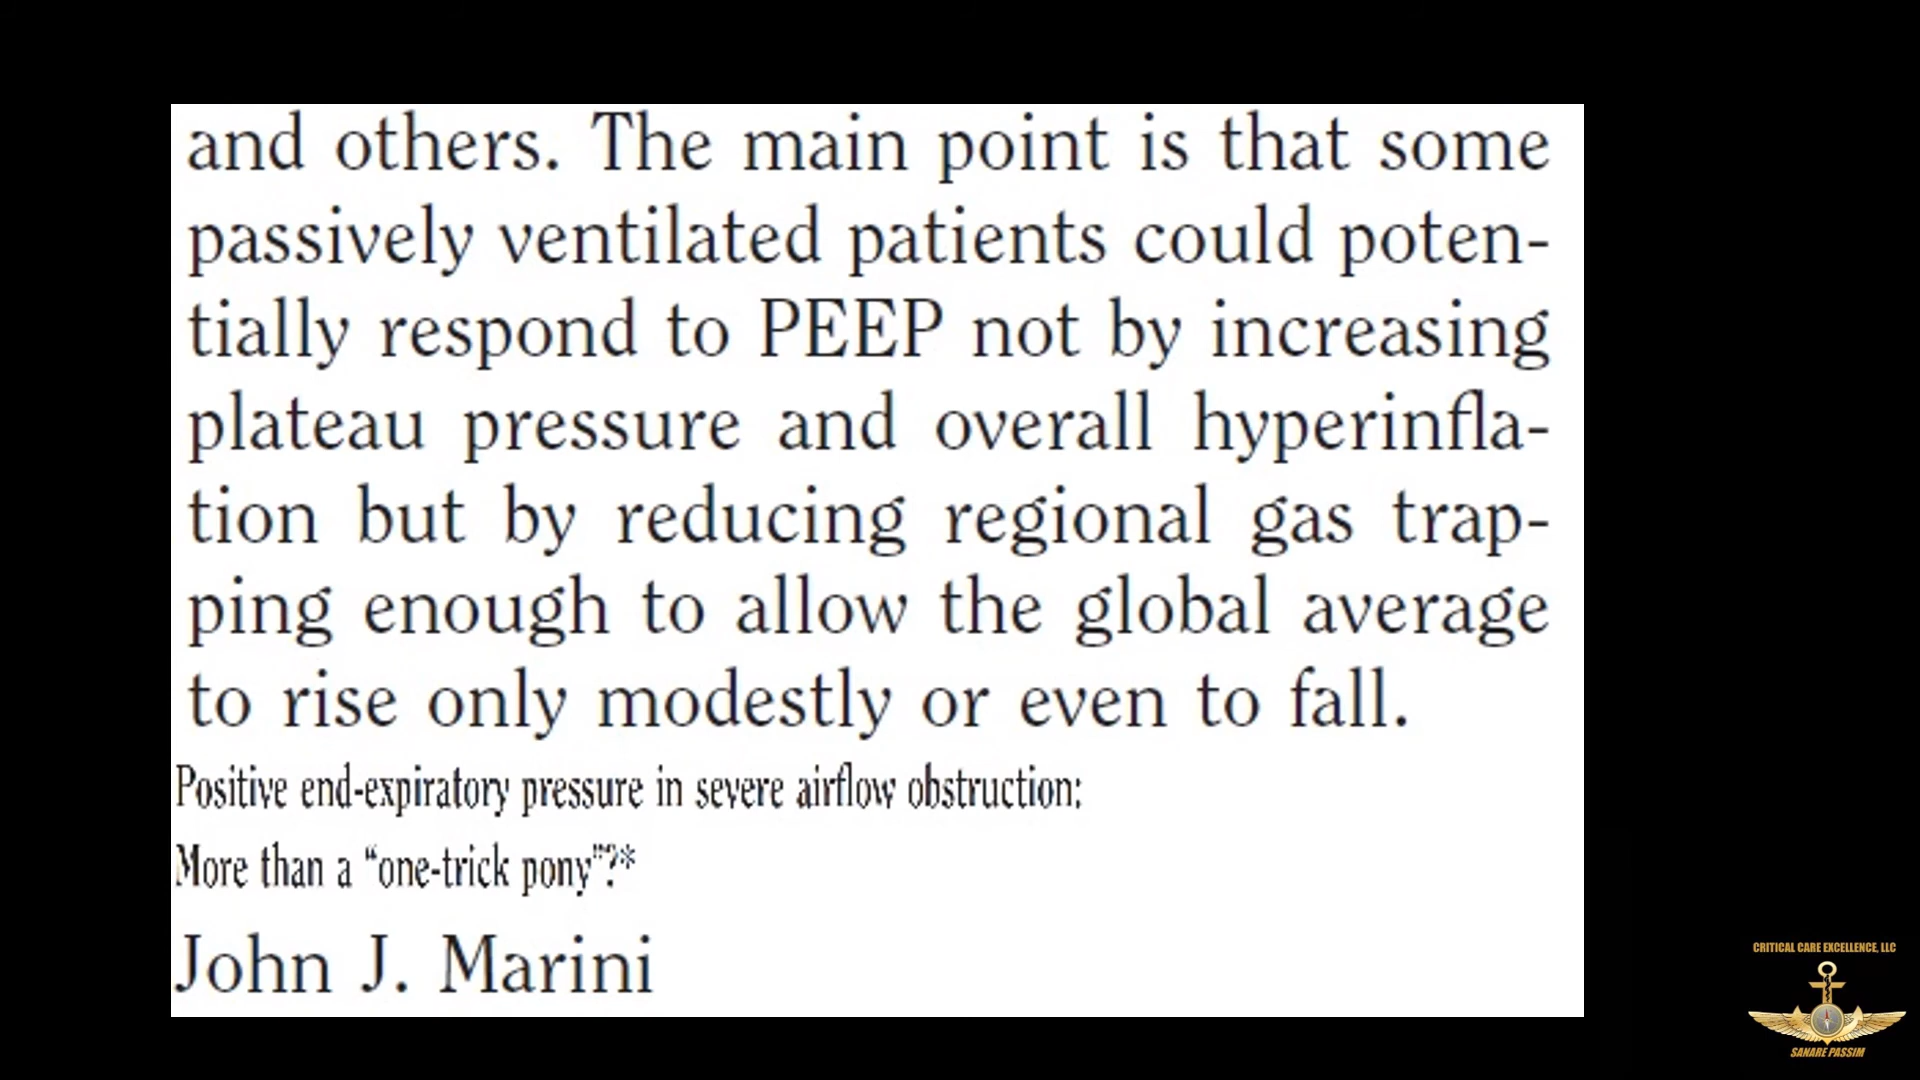 and others. The main point is that some
passively ventilated patients could poten-
tially respond to PEEP not by increasing
plateau pressure and overall hyperinfla-
tion but by reducing regional gas trap-
ping enough to allow the global average
to rise only modestly or even to fall.
Positive end-expiratory pressure in severe airflow obstruction:
More than a “one-trick pony”?*
John J. Marini
CRITICAL CARE EXCELLENCE, LLC
SANARE PASSIM